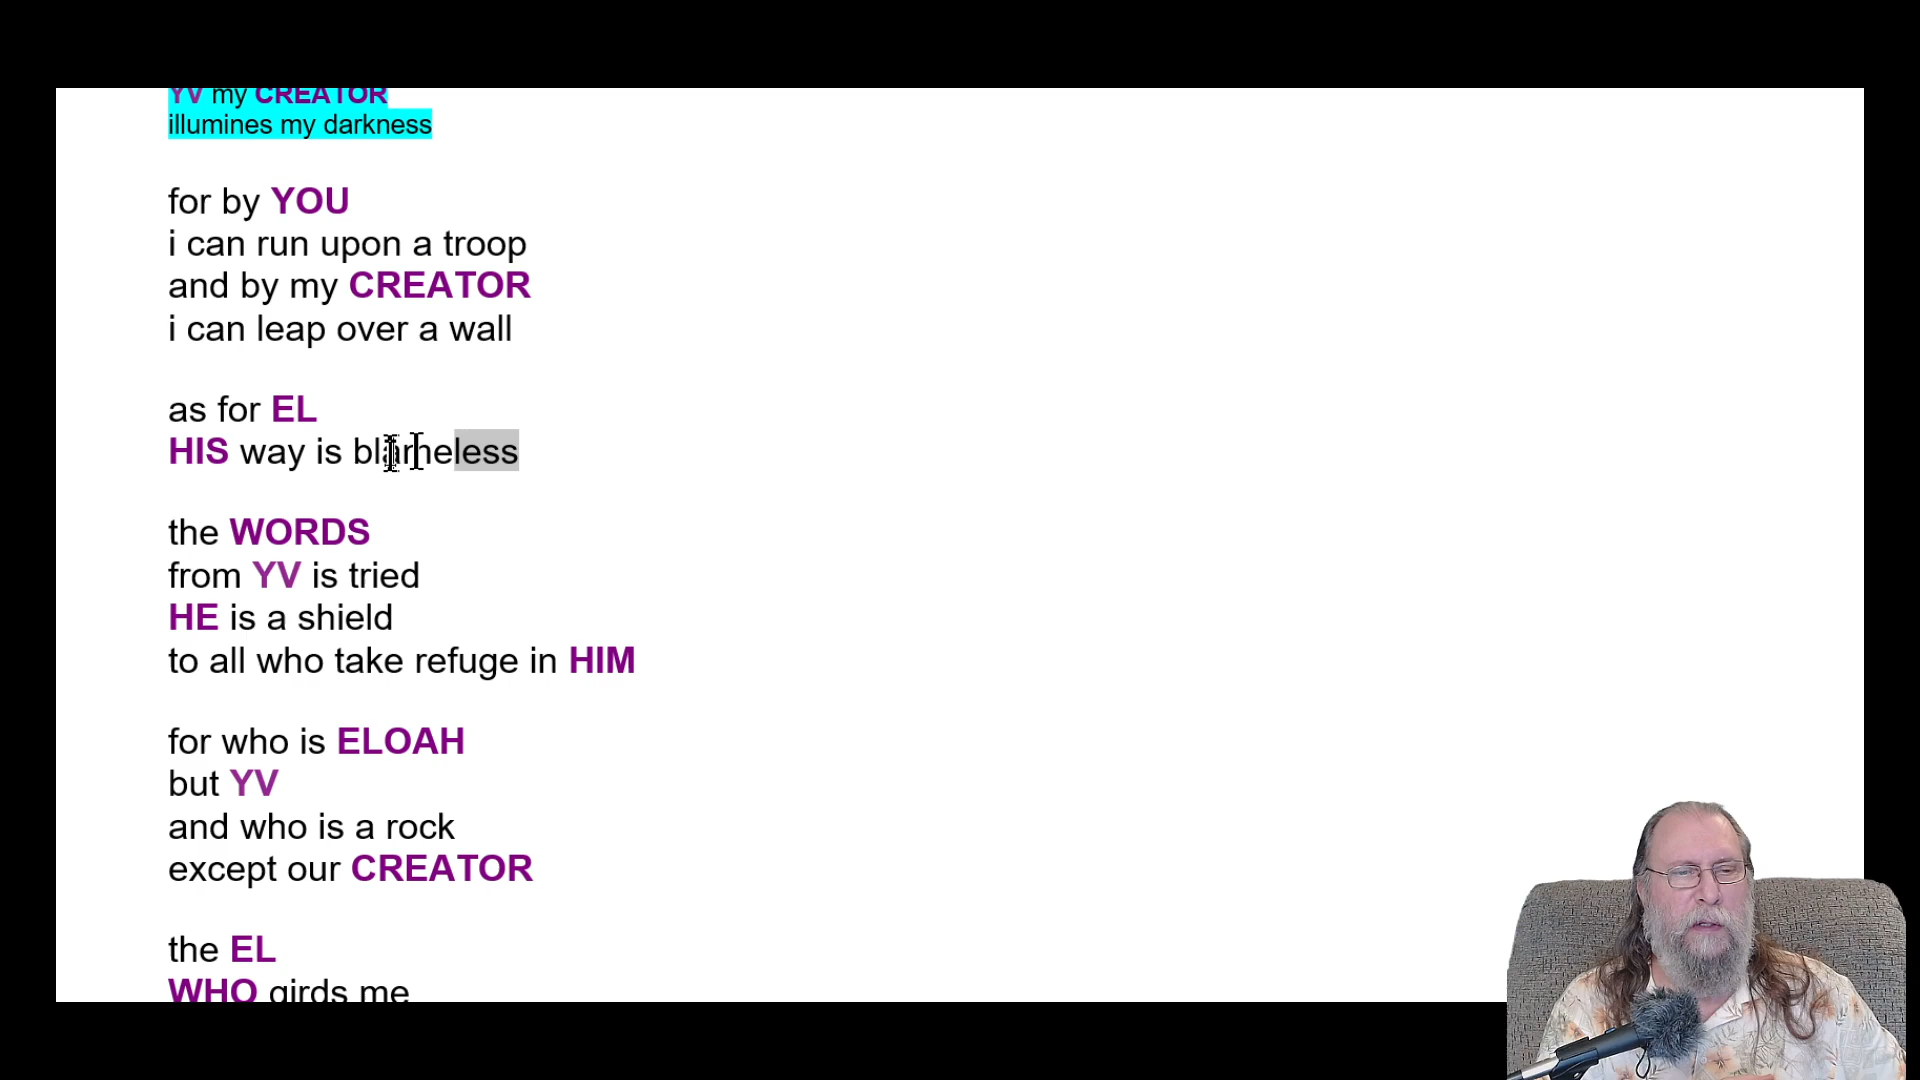 YV my CREATOR
illumines my darkness
for by YOU
i can run upon a troop
and by my CREATOR
i can leap over a wall
as for EL
HIS way is blameless
the WORDS
from YV is tried
HE is a shield
to all who take refuge in HIM
for who is ELOAH
but YV
and who is a rock
except our CREATOR
the EL
WHO girds me